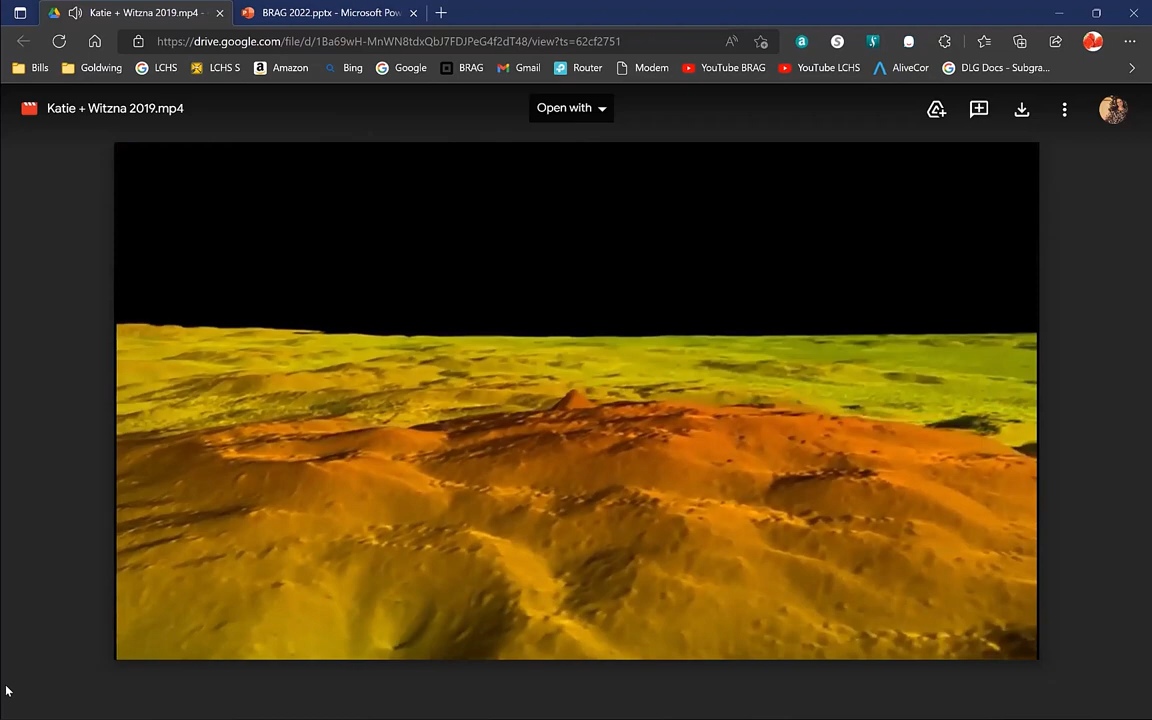 Katie + Witzna 2019.mp4 -
BRAG 2022.pptx - Microsoft Pow
https://drive.google.com/file/d/1Ba69wH-MnWN8tdxQbJ7FDJPeG4f2dT48/view?ts=62cf2751
Bills Goldwing LCHS LCHS S Amazon Bing Google BRAG Gmail Router Modem YouTube BRAG YouTube LCHS AliveCor DLG Docs - Subgra...
Katie + Witzna 2019.mp4
Open with